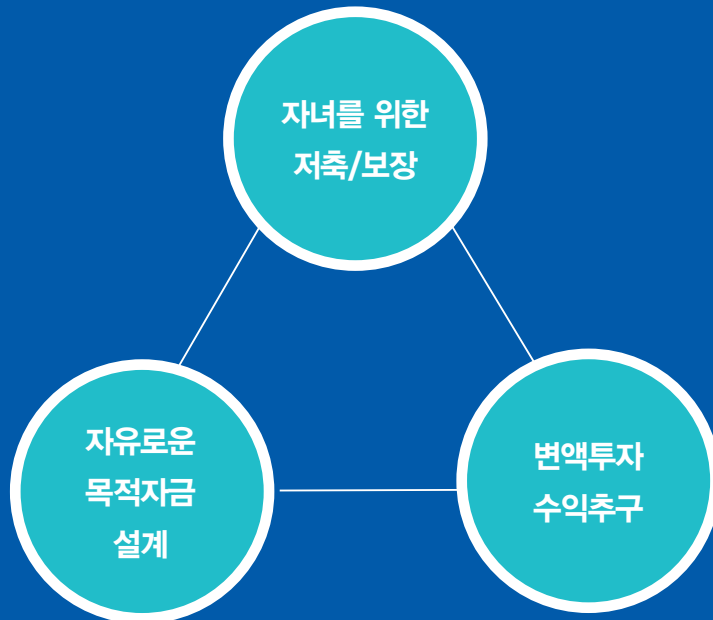 자녀를 위한
저축/보장
자유로운
목적자금
설계
변액투자
수익추구